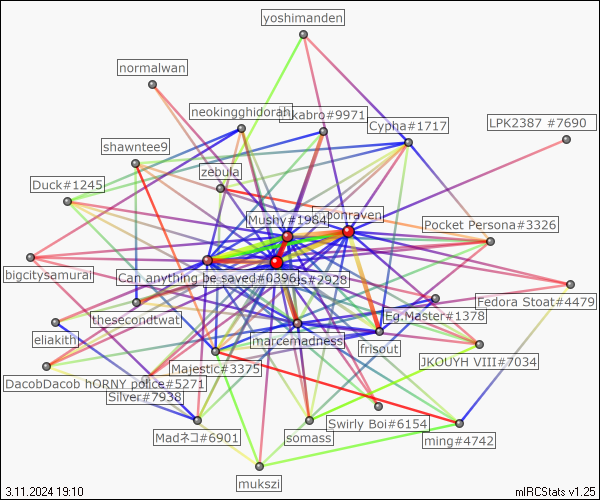 yoshimanden
normalwan
neokingghidorah
nkabro#9971
Cypha#1717
LPK2387 #7690
shawntee9
zebula
Duck#1245
Mushy#1984
bonraven
Pocket Persona#3326
bigcitysamurai
Can anything be saved#0396
s#2928
Fedora Stoat#4479
thesecondtwat
Eg.Master#1378
eliakith
marcemadness
frisout
JKOUYH VIII#7034
Majestic#3375
DacobDacob hORNY police#5271
Silver#7938
Swirly Boi#6154
Madネコ#6901
somass
ming#4742
mukszi
3.11.2024 19:10
mIRCStats v1.25